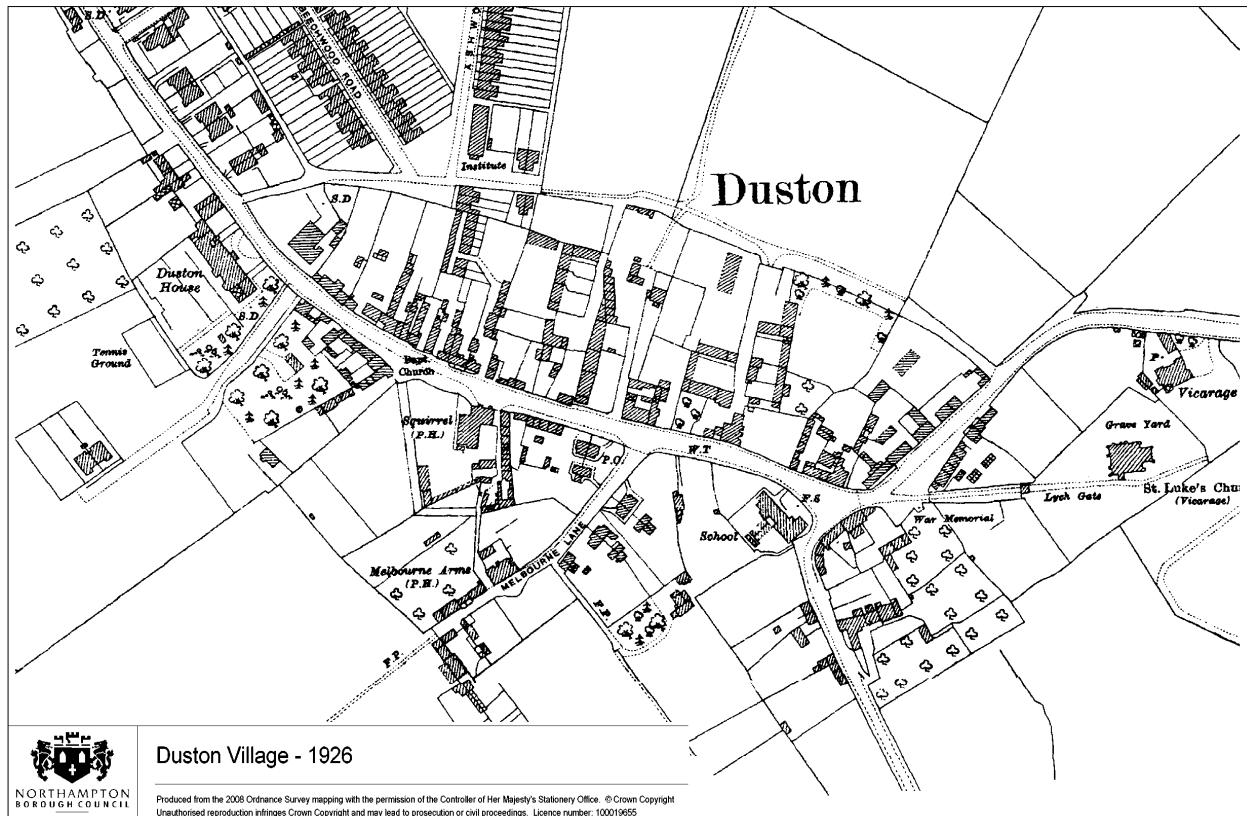 S.D
BEECHWOOD ROAD
ASHWO
Institute
Duston
S.D
Duston
House
S.D
Tennis
Ground
Bapt.
Church
Squirrel
(P.H.)
P.O.
W.T
F.S
School
P.
Vicarage
Grave Yard
Lych Gate
St. Luke's Chu
(Vicarage)
War Memorial
Melbourne Arms
(P.H.)
MELBOURNE LANE
F.P.
F.P.
NORTHAMPTON
BOROUGH COUNCIL
Duston Village - 1926
Produced from the 2008 Ordnance Survey mapping with the permission of the Controller of Her Majesty's Stationery Office. © Crown Copyright
Unauthorised reproduction infringes Crown Copyright and may lead to prosecution or civil proceedings. Licence number: 100019655